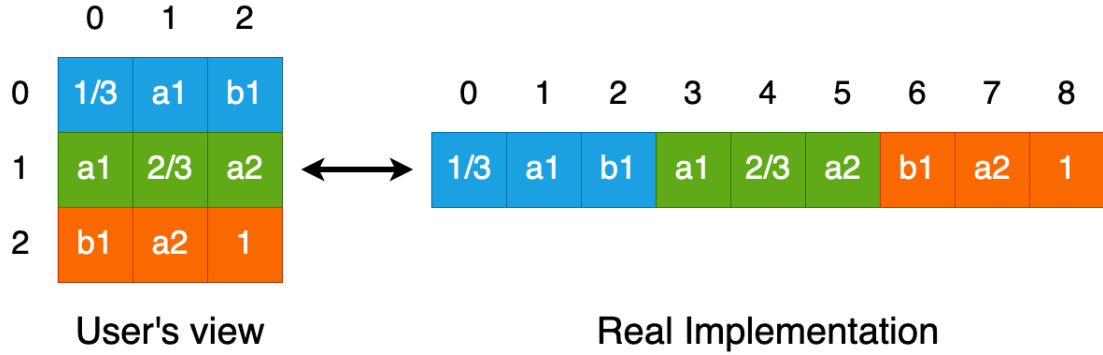 0 1 2
0 1/3 a1 b1
1 a1 2/3 a2
2 b1 a2 1
User's view
0 1 2 3 4 5 6 7 8
1/3 a1 b1 a1 2/3 a2 b1 a2 1
Real Implementation